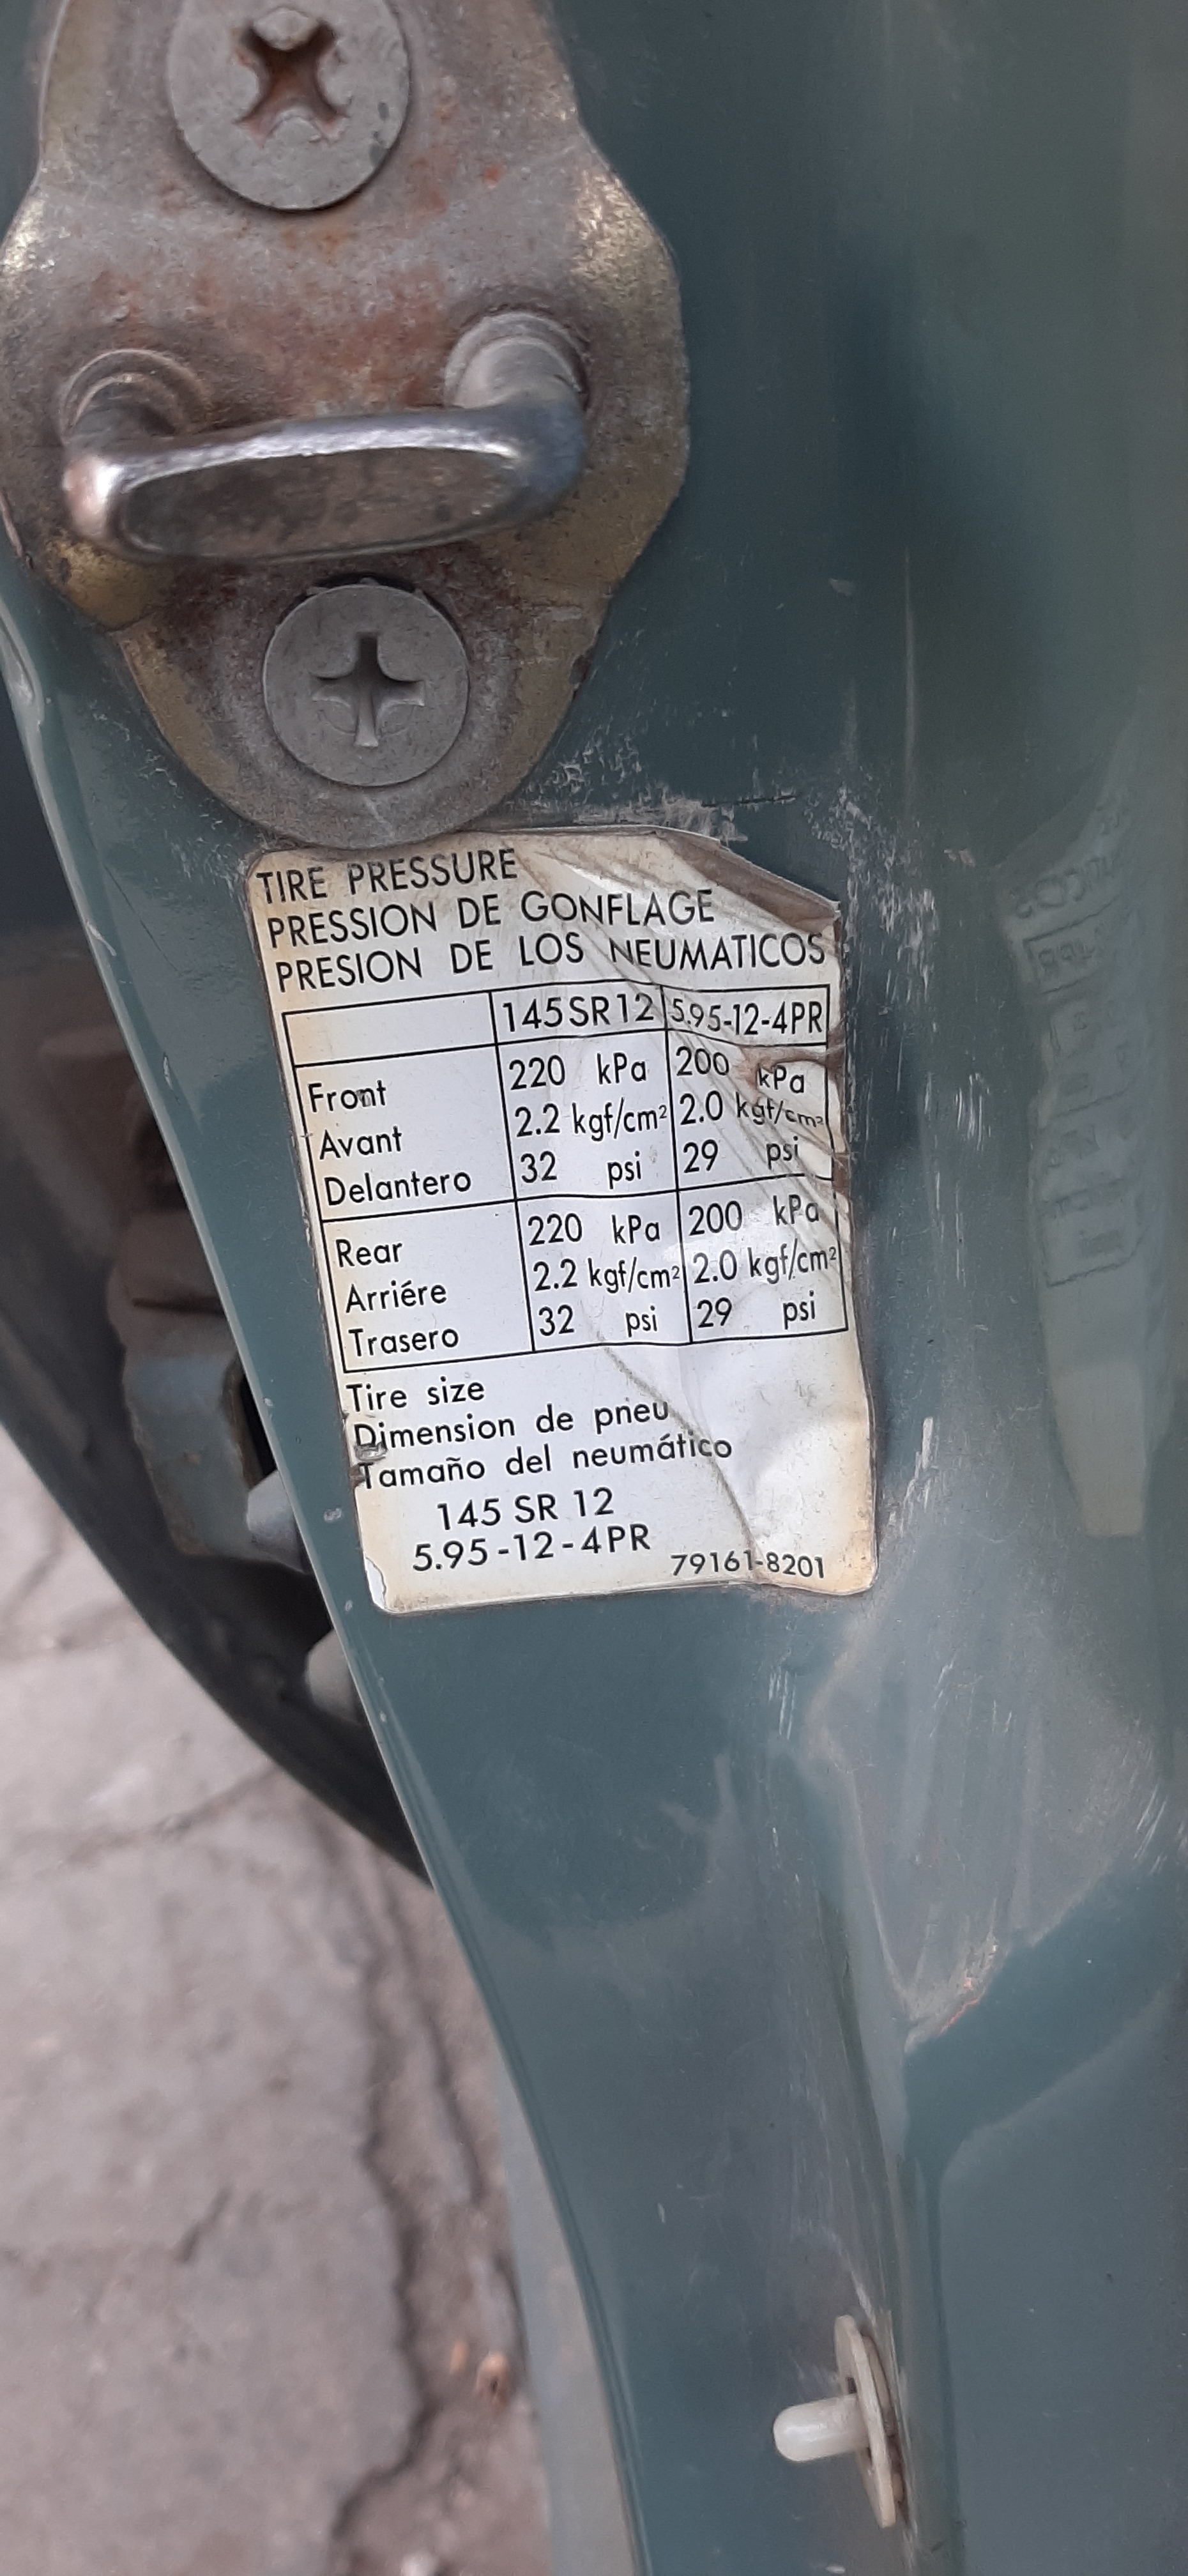 TIRE PRESSURE
PRESSION DE GONFLAGE
PRESION DE LOS NEUMATICOS
145SR12 5.95-12-4PR
Front 220 kPa 200 kPa
Avant 2.2 kgf/cm² 2.0 kgf/cm²
Delantero 32 psi 29 psi
Rear 220 kPa 200 kPa
Arriére 2.2 kgf/cm² 2.0 kgf/cm²
Trasero 32 psi 29 psi
Tire size
Dimension de pneu
Tamaño del neumático
145 SR 12
5.95-12-4PR
79161-8201